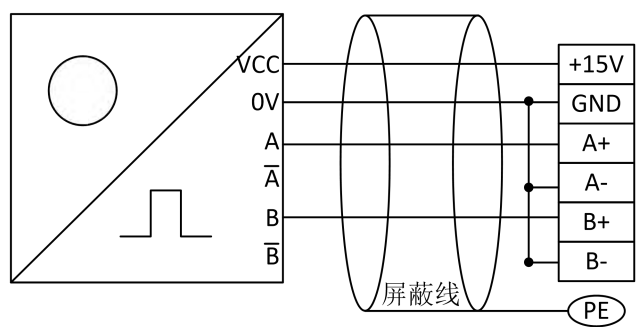 VCC
0V
A
A̅
B
B̅
+15V
GND
A+
A-
B+
B-
屏蔽线
PE